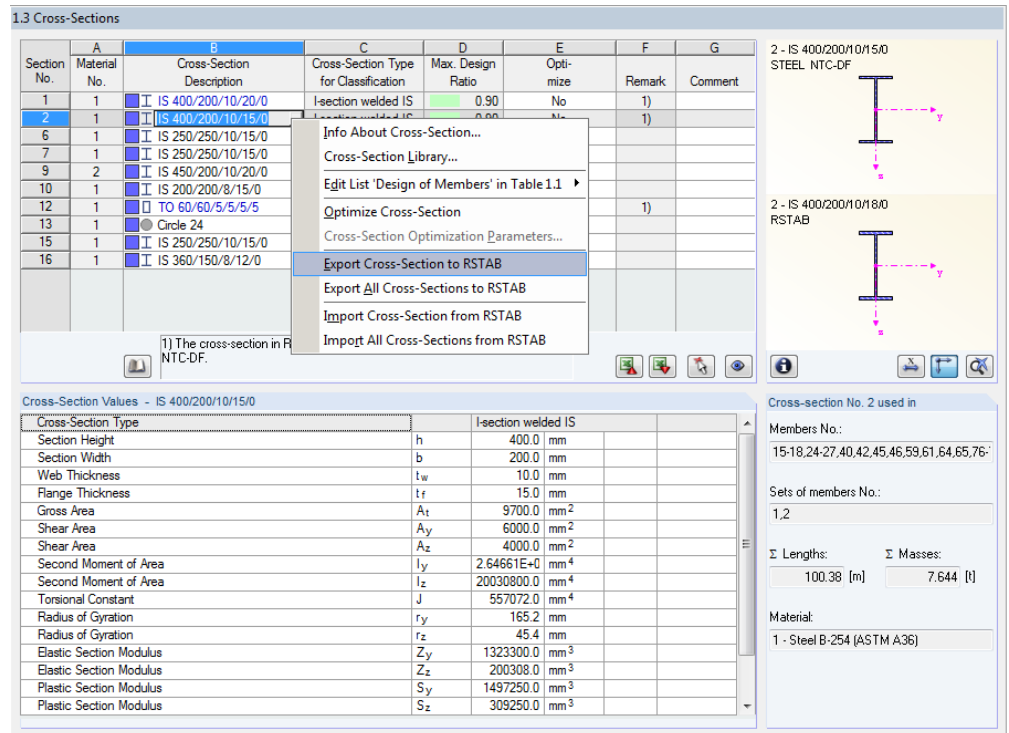 1.3 Cross-Sections
A B C D E F G
Section No. Material No. Cross-Section Description Cross-Section Type for Classification Max. Design Ratio Opti- mize Remark Comment
1 1 IS 400/200/10/20/0 I-section welded IS 0.90 No 1)
2 1 IS 400/200/10/15/0 I-section welded IS 0.90 No 1)
6 1 IS 250/250/10/15/0
7 1 IS 250/250/10/15/0
9 2 IS 450/200/10/20/0
10 1 IS 200/200/8/15/0
12 1 TO 60/60/5/5/5/5 1)
13 1 Circle 24
15 1 IS 250/250/10/15/0
16 1 IS 360/150/8/12/0
Info About Cross-Section...
Cross-Section Library...
Edit List 'Design of Members' in Table 1.1
Optimize Cross-Section
Cross-Section Optimization Parameters...
Export Cross-Section to RSTAB
Export All Cross-Sections to RSTAB
Import Cross-Section from RSTAB
Import All Cross-Sections from RSTAB
1) The cross-section in R
NTC-DF.
2 - IS 400/200/10/15/0
STEEL NTC-DF
y
z
2 - IS 400/200/10/18/0
RSTAB
y
z
Cross-Section Values - IS 400/200/10/15/0
Cross-Section Type I-section welded IS
Section Height h 400.0 mm
Section Width b 200.0 mm
Web Thickness tw 10.0 mm
Flange Thickness tf 15.0 mm
Gross Area At 9700.0 mm2
Shear Area Ay 6000.0 mm2
Shear Area Az 4000.0 mm2
Second Moment of Area Iy 2.64661E+0 mm4
Second Moment of Area Iz 20030800.0 mm4
Torsional Constant J 557072.0 mm4
Radius of Gyration ry 165.2 mm
Radius of Gyration rz 45.4 mm
Elastic Section Modulus Zy 1323300.0 mm3
Elastic Section Modulus Zz 200308.0 mm3
Plastic Section Modulus Sy 1497250.0 mm3
Plastic Section Modulus Sz 309250.0 mm3
Cross-section No. 2 used in
Members No.:
15-18,24-27,40,42,45,46,59,61,64,65,76-
Sets of members No.:
1,2
Σ Lengths: Σ Masses:
100.38 [m] 7.644 [t]
Material:
1 - Steel B-254 (ASTM A36)